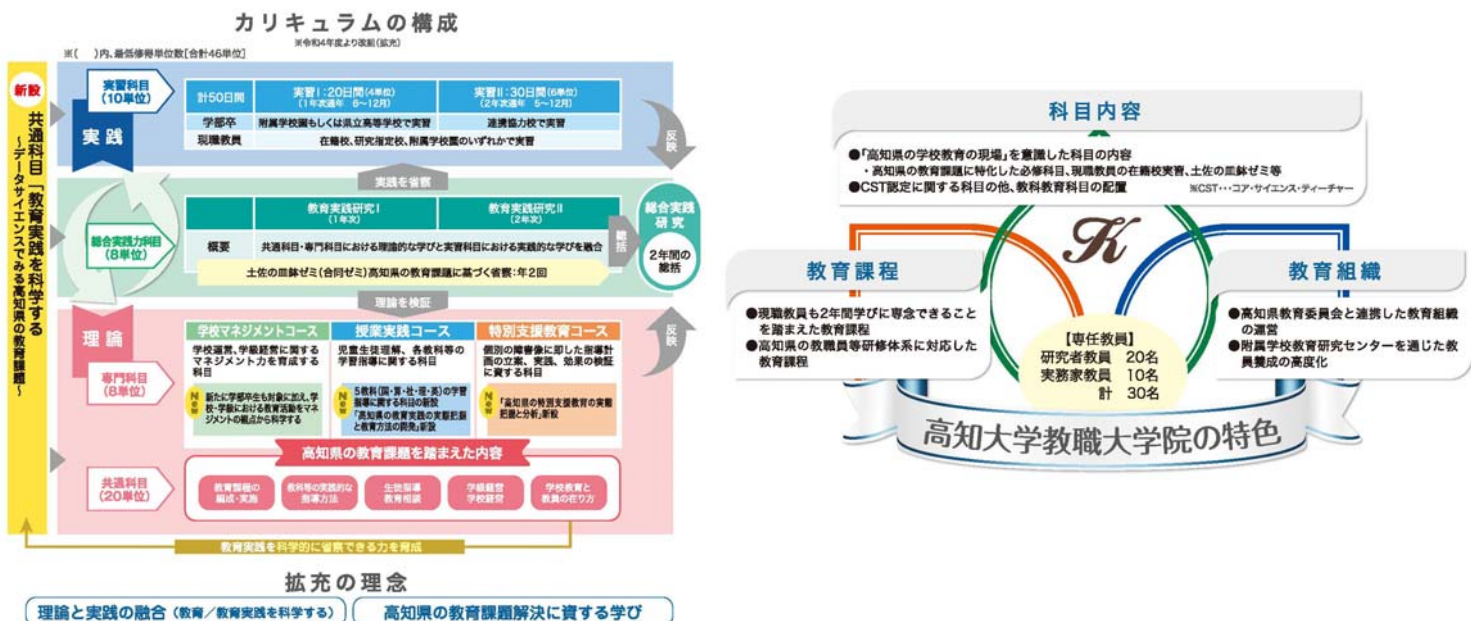 カリキュラムの構成
※令和4年度より改組(拡充)
※(　)内、最低修得単位数[合計46単位]
新設
共通科目「教育実践を科学する
～データサイエンスでみる高知県の教育課題～
実習科目
(10単位)
実践
計50日間
実習Ⅰ:20日間(4単位)
(1年次通年　6～12月)
実習Ⅱ:30日間(6単位)
(2年次通年　5～12月)
学部卒
附属学校園もしくは県立高等学校で実習
連携協力校で実習
現職教員
在籍校、研究指定校、附属学校園のいずれかで実習
反映
実践を省察
総合実践力科目
(8単位)
教育実践研究Ⅰ
(1年次)
教育実践研究Ⅱ
(2年次)
概要
共通科目・専門科目における理論的な学びと実習科目における実践的な学びを融合
土佐の皿鉢ゼミ(合同ゼミ)高知県の教育課題に基づく省察:年2回
総括
総合実践
研究
2年間の
総括
理論を検証
反映
理論
専門科目
(8単位)
学校マネジメントコース
学校運営、学級経営に関する
マネジメント力を育成する
科目
New
新たに学部卒生も対象に加え、学
校・学級における教育活動をマネ
ジメントの観点から科学する
授業実践コース
児童生徒理解、各教科等の
学習指導に関する科目
New
5教科(国・算・社・理・英)の学習
指導に関する科目の新設
「高知県の教育実践の実態把握
と教育方法の開発」新設
特別支援教育コース
個別の障害像に即した指導計
画の立案、実践、効果の検証
に資する科目
New
「高知県の特別支援教育の実態
把握と分析」新設
高知県の教育課題を踏まえた内容
共通科目
(20単位)
教育課程の
編成・実施
教科等の実践的な
指導方法
生徒指導
教育相談
学級経営
学校経営
学校教育と
教員の在り方
教育実践を科学的に省察できる力を育成
拡充の理念
理論と実践の融合(教育／教育実践を科学する)
高知県の教育課題解決に資する学び
科目内容
●「高知県の学校教育の現場」を意識した科目の内容
・高知県の教育課題に特化した必修科目、現職教員の在籍校実習、土佐の皿鉢ゼミ等
●CST認定に関する科目の他、教科教育科目の配置
※CST・・・コア・サイエンス・ティーチャー
K
教育課程
●現職教員も2年間学びに専念できること
を踏まえた教育課程
●高知県の教職員等研修体系に対応した
教育課程
教育組織
●高知県教育委員会と連携した教育組織
の運営
●附属学校教育研究センターを通じた教
員養成の高度化
【専任教員】
研究者教員　20名
実務家教員　10名
計　30名
高知大学教職大学院の特色